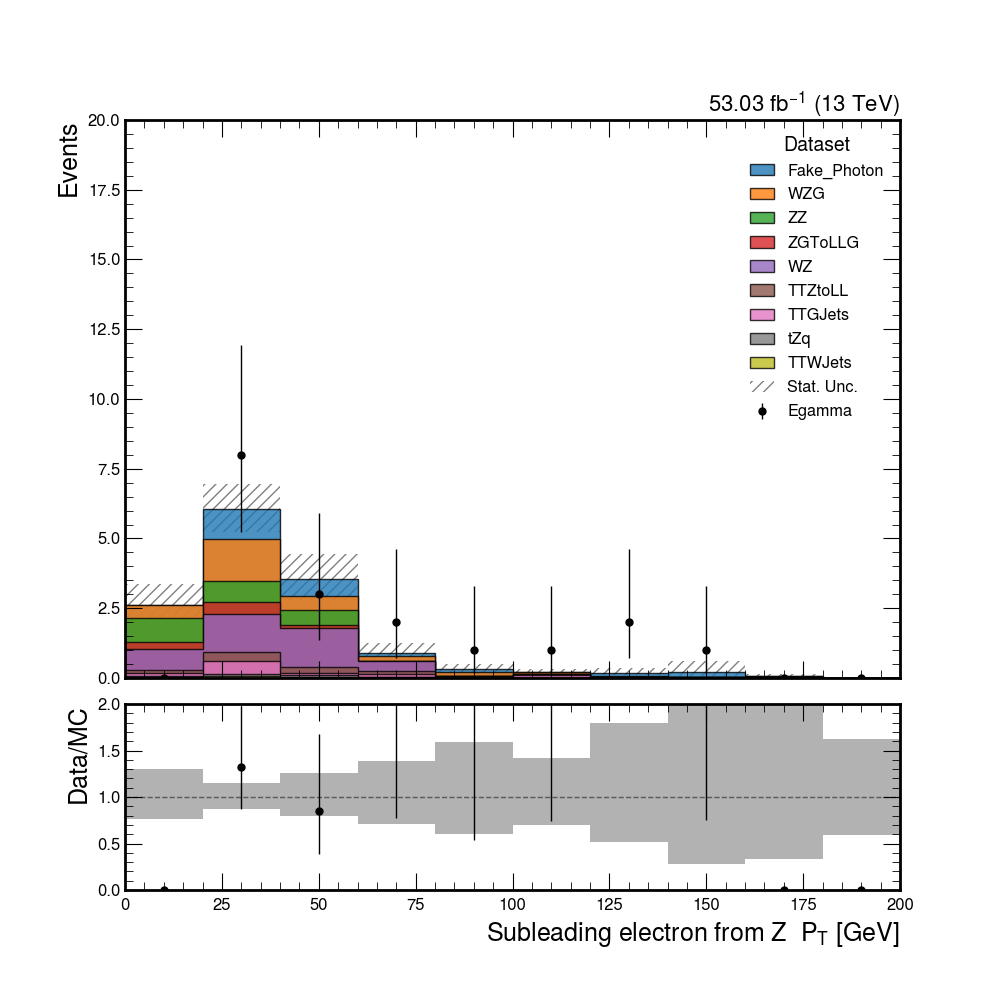 53.03 fb⁻¹ (13 TeV)
Events
20.0
17.5
15.0
12.5
10.0
7.5
5.0
2.5
0.0
Dataset
Fake_Photon
WZG
ZZ
ZGToLLG
WZ
TTZtoLL
TTGJets
tZq
TTWJets
Stat. Unc.
Egamma
Data/MC
2.0
1.5
1.0
0.5
0.0
0 25 50 75 100 125 150 175 200
Subleading electron from Z P_T [GeV]